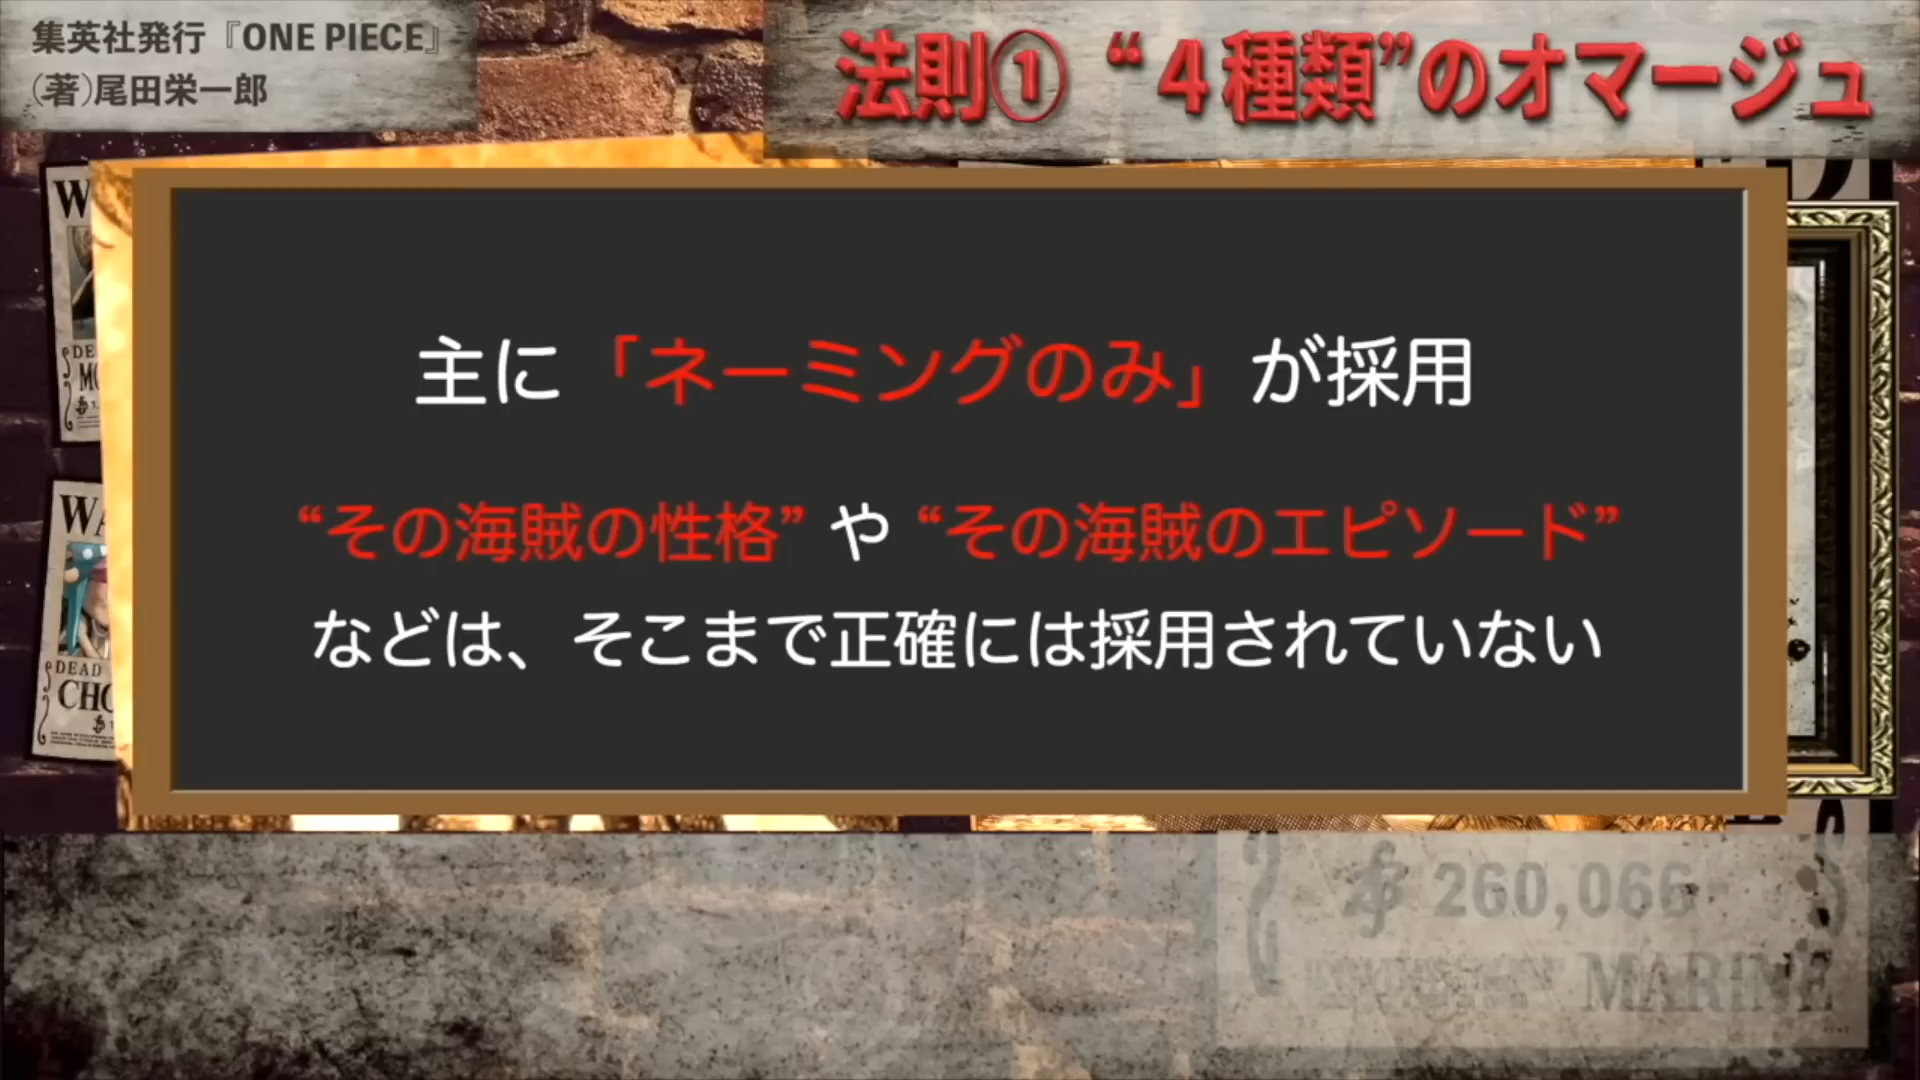 集英社発行『ONE PIECE』
(著)尾田栄一郎
法則① “4種類”のオマージュ
主に「ネーミングのみ」が採用
“その海賊の性格” や “その海賊のエピソード”
などは、そこまで正確には採用されていない
DEAD
260,066-
MARINE